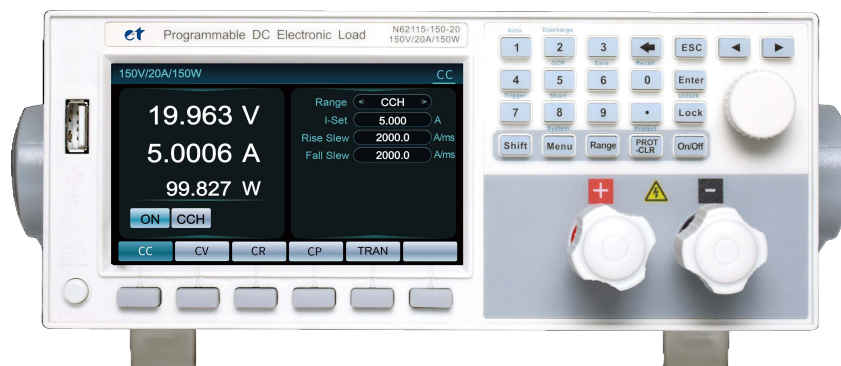 et Programmable DC Electronic Load
N62115-150-20
150V/20A/150W
150V/20A/150W CC
19.963 V
5.0006 A
99.827 W
ON CCH
Range CCH
I-Set 5.000 A
Rise Slew 2000.0 A/ms
Fall Slew 2000.0 A/ms
CC CV CR CP TRAN
Auto Discharge
1 2 3 ESC
OCP Save Recall
4 5 6 0 Enter
Trigger Short Unlock
7 8 9 . Lock
System Protect
Shift Menu Range PROT -CLR On/Off
+ -